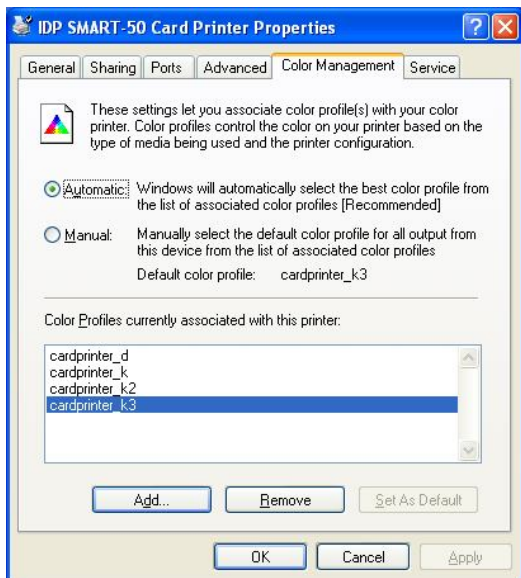 IDP SMART-50 Card Printer Properties
General Sharing Ports Advanced Color Management Service
These settings let you associate color profile(s) with your color
printer. Color profiles control the color on your printer based on the
type of media being used and the printer configuration.
Automatic: Windows will automatically select the best color profile from
the list of associated color profiles [Recommended]
Manual: Manually select the default color profile for all output from
this device from the list of associated color profiles
Default color profile: cardprinter_k3
Color Profiles currently associated with this printer:
cardprinter_d
cardprinter_k
cardprinter_k2
cardprinter_k3
Add... Remove Set As Default
OK Cancel Apply